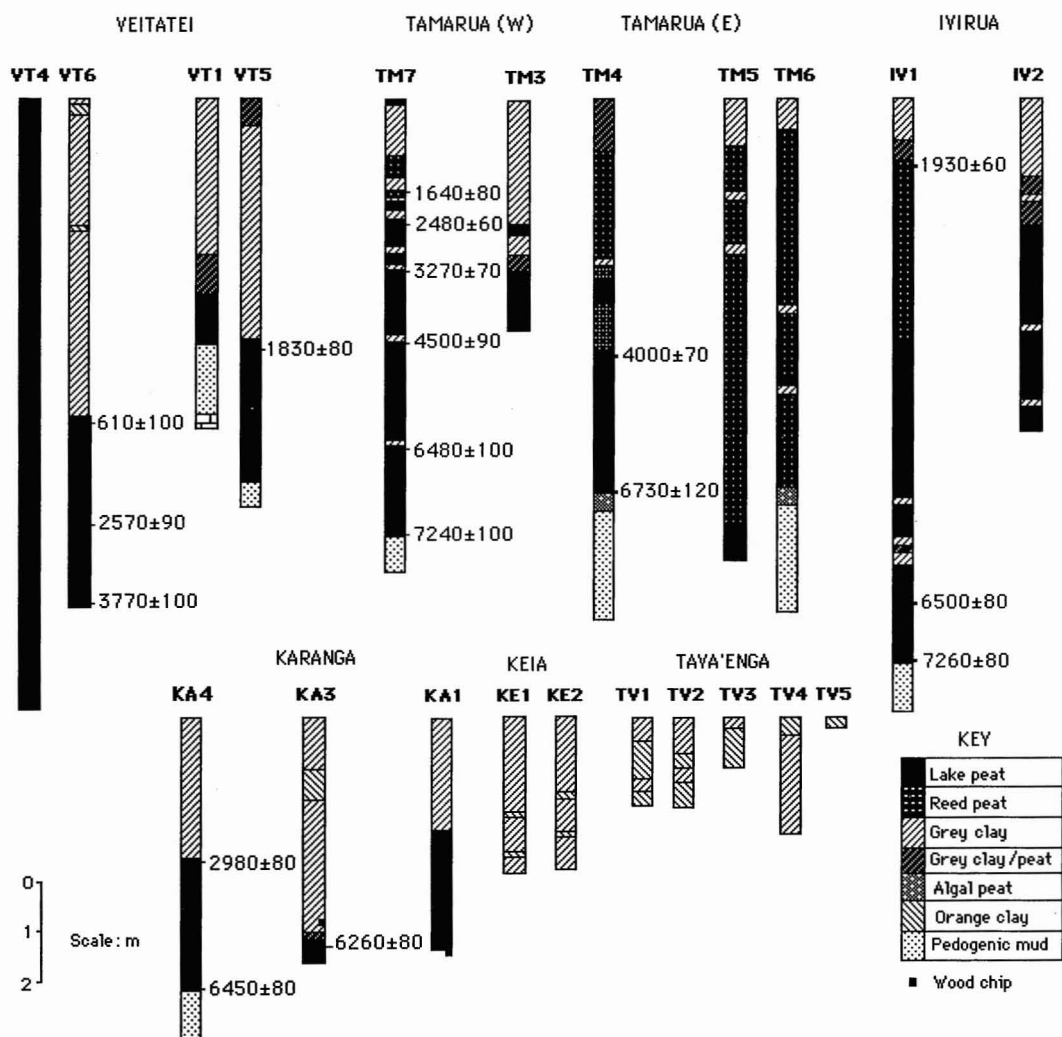 VEITATEI TAMARUA (W) TAMARUA (E) IVIRUA
VT4 VT6 VT1 VT5 TM7 TM3 TM4 TM5 TM6 IV1 IV2
1930±60
1640±80
2480±60
3270±70
4500±90
1830±80
4000±70
610±100
6480±100
6730±120
2570±90
7240±100
3770±100
6500±80
7260±80
KARANGA KEIA TAVA'ENGA
KA4 KA3 KA1 KE1 KE2 TV1 TV2 TV3 TV4 TV5
KEY
Lake peat
Reed peat
Grey clay
Grey clay/peat
Algal peat
Orange clay
Pedogenic mud
Wood chip
2980±80
6260±80
6450±80
0
1
Scale: m
2